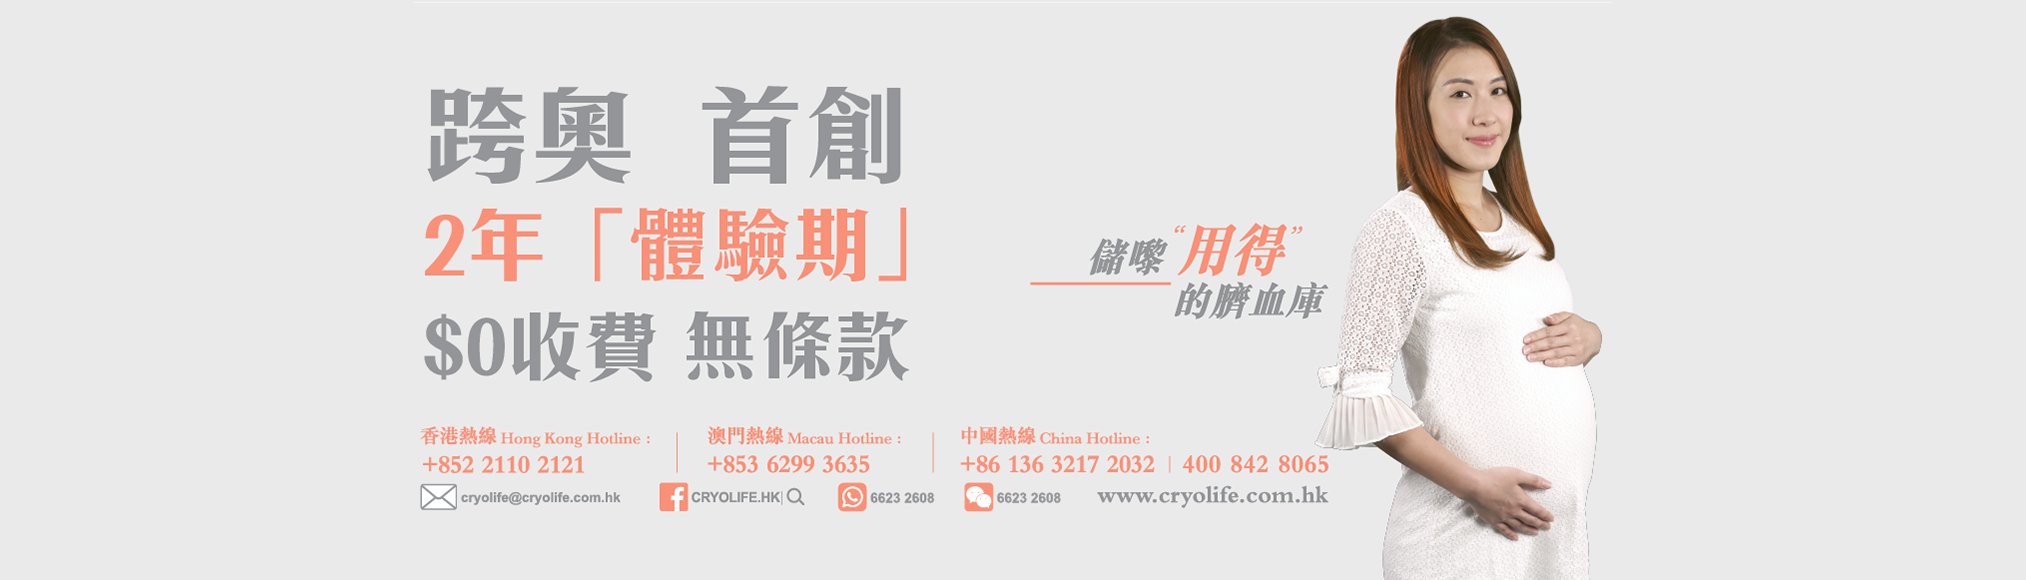 跨奧 首創
2年「體驗期」
$0收費 無條款
儲嚟“用得”
的臍血庫
香港熱線 Hong Kong Hotline :
+852 2110 2121
澳門熱線 Macau Hotline :
+853 6299 3635
中國熱線 China Hotline :
+86 136 3217 2032 | 400 842 8065
cryolife@cryolife.com.hk
CRYOLIFE.HK
6623 2608
6623 2608
www.cryolife.com.hk